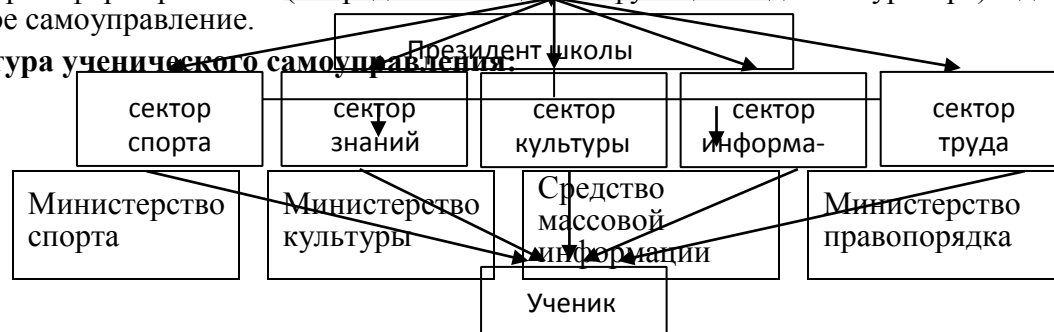 ое самоуправление.
Президент школы
тура ученического самоуправления:
сектор
спорта
сектор
знаний
сектор
культуры
сектор
информа-
сектор
труда
Министерство
спорта
Министерство
культуры
Средство
массовой
информации
Министерство
правопорядка
Ученик